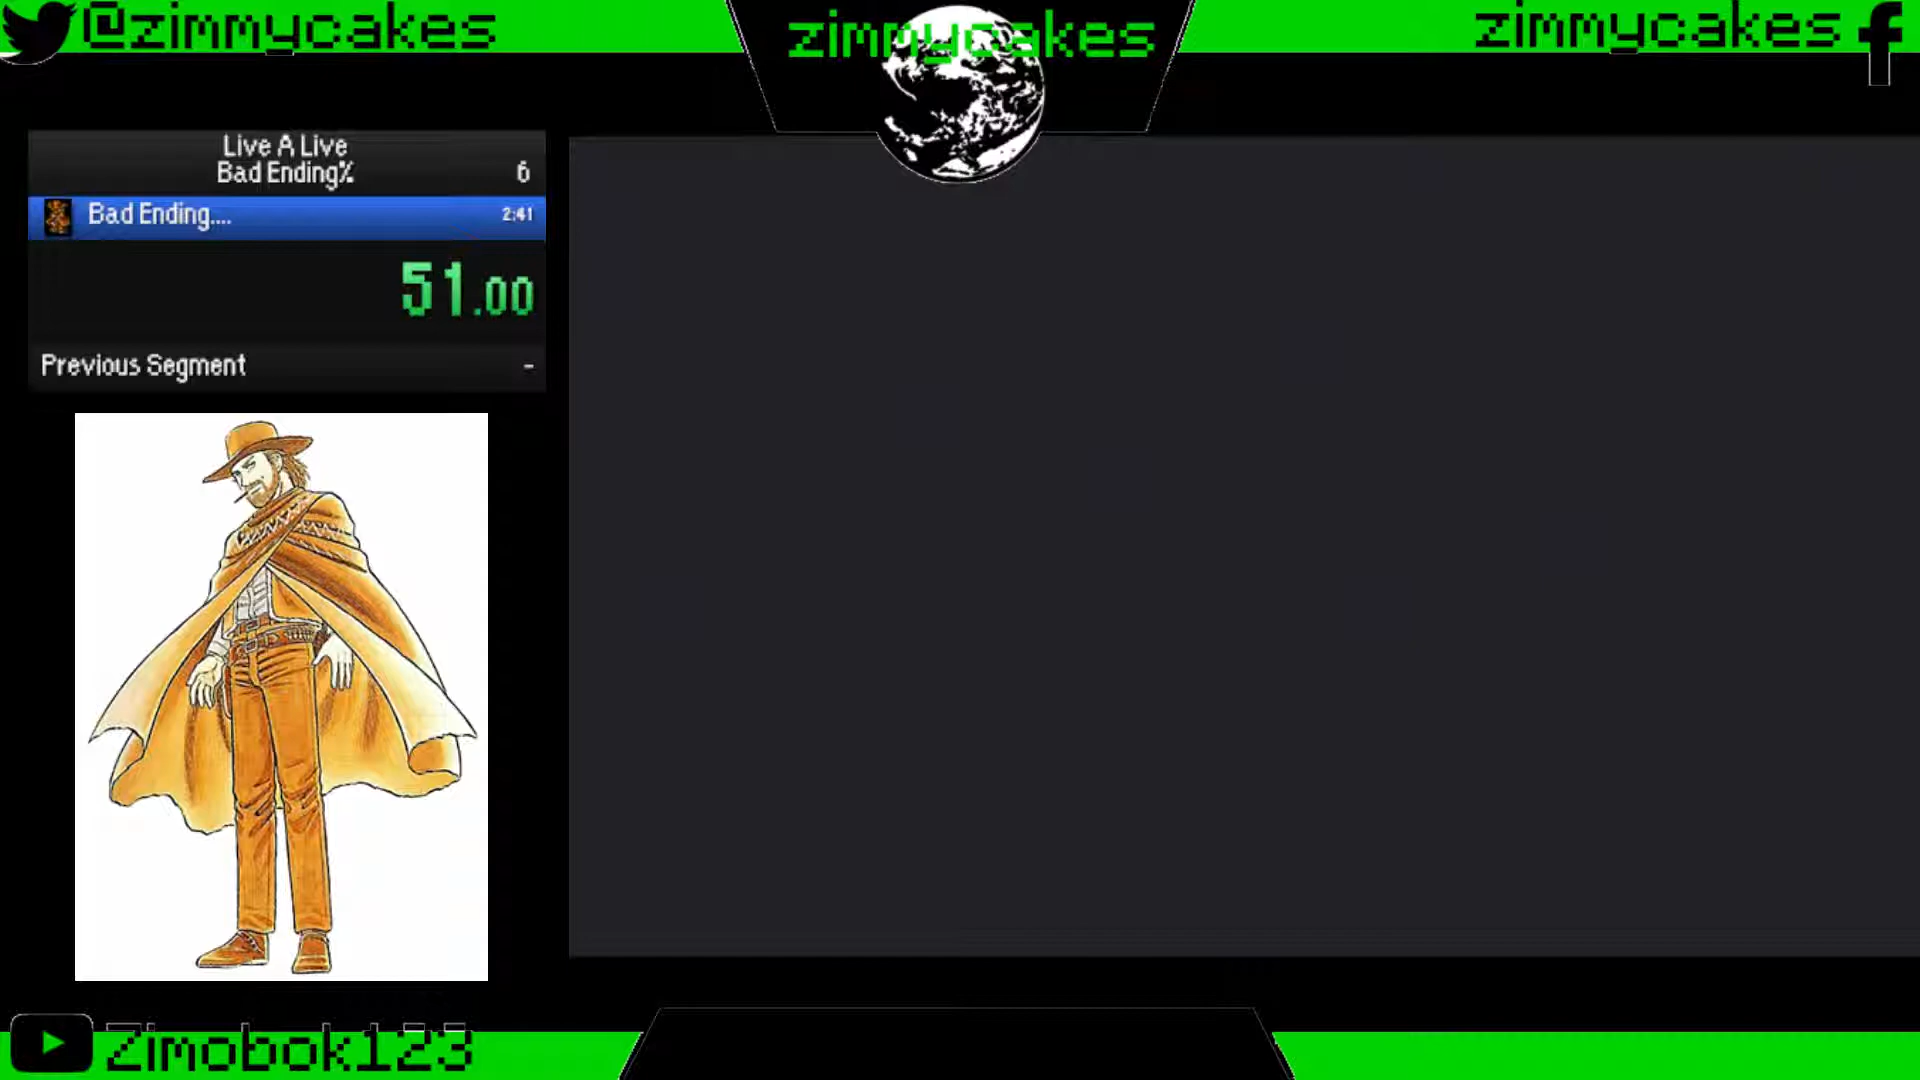 @zimmycakes
zimmycakes
zimmycakes
Live A Live
Bad Ending% 6
Bad Ending.... 2:41
51.00
Previous Segment -
Zimobok123